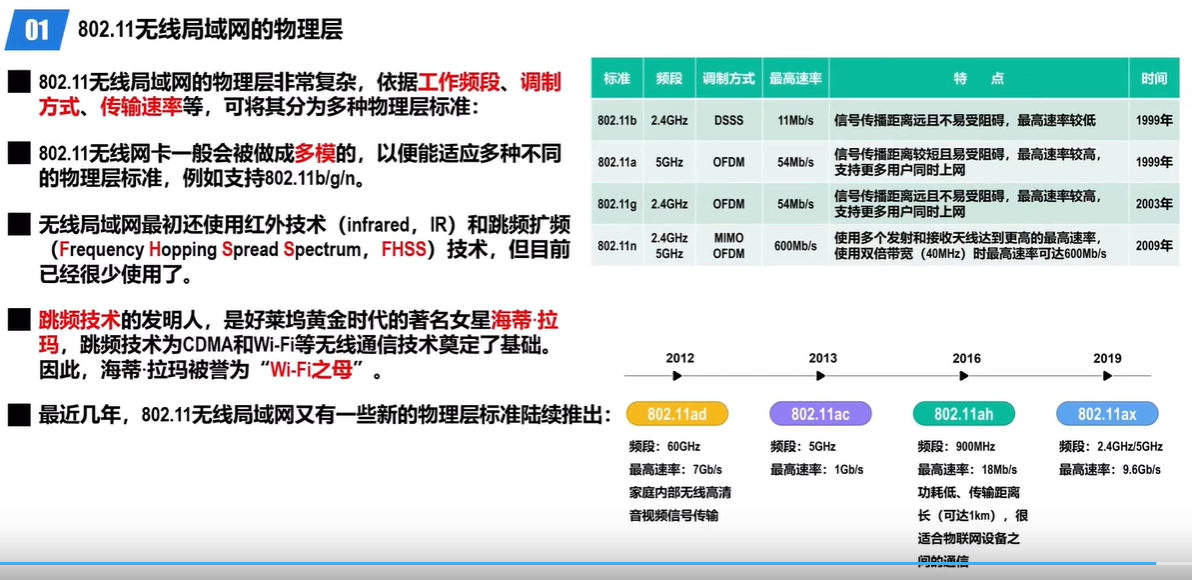 01 802.11无线局域网的物理层
802.11无线局域网的物理层非常复杂，依据工作频段、调制
方式、传输速率等，可将其分为多种物理层标准：
802.11无线网卡一般会被做成多模的，以便能适应多种不同
的物理层标准，例如支持802.11b/g/n。
无线局域网最初还使用红外技术（infrared，IR）和跳频扩频
（Frequency Hopping Spread Spectrum，FHSS）技术，但目前
已经很少使用了。
跳频技术的发明人，是好莱坞黄金时代的著名女星海蒂·拉
玛，跳频技术为CDMA和Wi-Fi等无线通信技术奠定了基础。
因此，海蒂·拉玛被誉为“Wi-Fi之母”。
最近几年，802.11无线局域网又有一些新的物理层标准陆续推出：
标准 频段 调制方式 最高速率 特 点 时间
802.11b 2.4GHz DSSS 11Mb/s 信号传播距离远且不易受阻碍，最高速率较低 1999年
802.11a 5GHz OFDM 54Mb/s 信号传播距离较短且易受阻碍，最高速率较高，
支持更多用户同时上网 1999年
802.11g 2.4GHz OFDM 54Mb/s 信号传播距离远且不易受阻碍，最高速率较高，
支持更多用户同时上网 2003年
802.11n 2.4GHz
5GHz MIMO
OFDM 600Mb/s 使用多个发射和接收天线达到更高的最高速率，
使用双倍带宽（40MHz）时最高速率可达600Mb/s 2009年
2012 2013 2016 2019
802.11ad 802.11ac 802.11ah 802.11ax
频段：60GHz
最高速率：7Gb/s
家庭内部无线高清
音视频信号传输
频段：5GHz
最高速率：1Gb/s
频段：900MHz
最高速率：18Mb/s
功耗低、传输距离
长（可达1km），很
适合物联网设备之
间的通信
频段：2.4GHz/5GHz
最高速率：9.6Gb/s